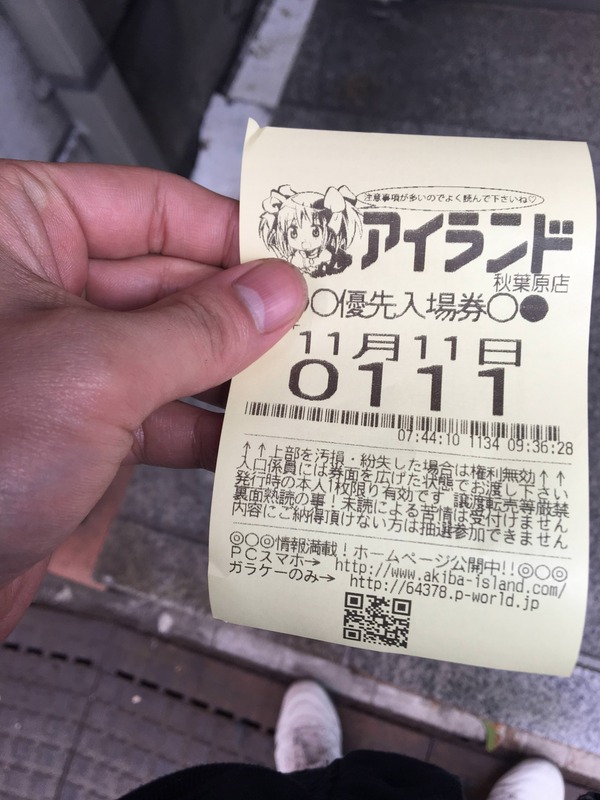 注意事項が多いのでよく読んで下さいね♡
アイランド
秋葉原店
○優先入場券○●
11月11日
0111
07:44:10 1134 09:36:28
↑↑上部を汚損・紛失した場合は権利無効↑↑
入口係員には券面を広げた状態でお渡し下さい
発行時の本人1枚限り有効です 譲渡転売等厳禁
裏面熟読の事！未読による苦情は受付けません
内容にご納得頂けない方は抽選参加できません
◎○◎情報満載！ホームページ公開中!!◎○◎
PCスマホ→ http://www.akiba-island.com/
ガラケーのみ→ http://64378.p-world.jp